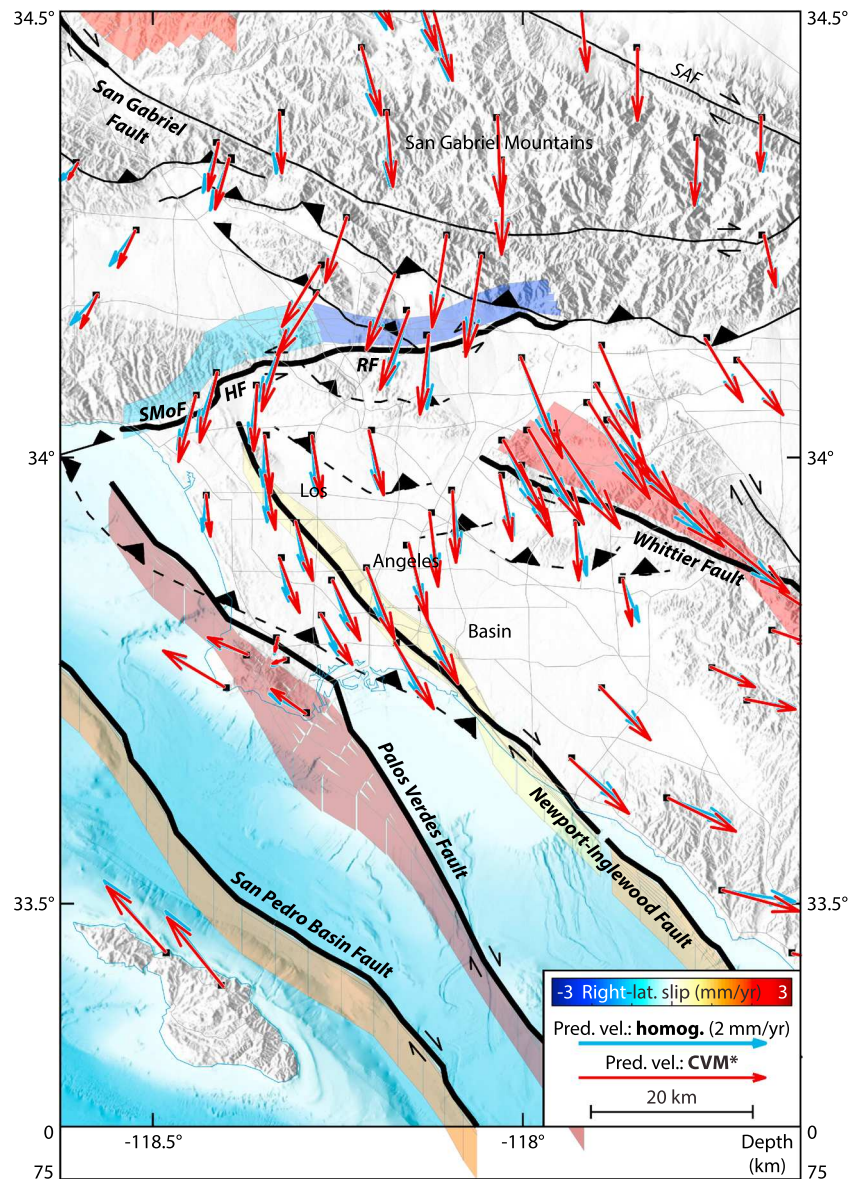 34.5°
34.5°
SAF
San Gabriel
Fault
San Gabriel Mountains
RF
HF
SMoF
34°
34°
Los
Angeles
Basin
Whittier Fault
Palos Verdes Fault
Newport-Inglewood Fault
San Pedro Basin Fault
33.5°
33.5°
-3 Right-lat. slip (mm/yr) 3
Pred. vel.: homog. (2 mm/yr)
Pred. vel.: CVM*
20 km
0
-118.5°
-118°
Depth
(km)
0
75
75